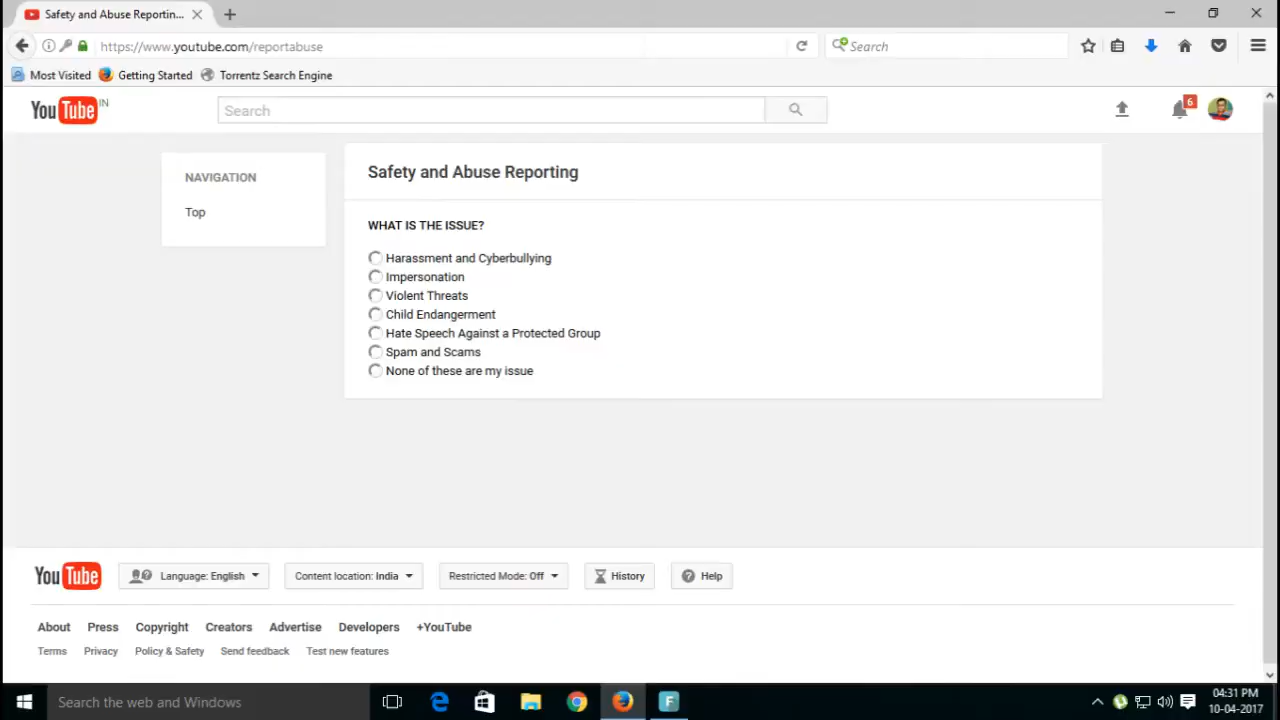 Safety and Abuse Reportin...
https://www.youtube.com/reportabuse
Search
Most Visited
Getting Started
Torrentz Search Engine
YouTube IN
Search
6
NAVIGATION
Top
Safety and Abuse Reporting
WHAT IS THE ISSUE?
Harassment and Cyberbullying
Impersonation
Violent Threats
Child Endangerment
Hate Speech Against a Protected Group
Spam and Scams
None of these are my issue
YouTube
Language: English
Content location: India
Restricted Mode: Off
History
Help
About
Press
Copyright
Creators
Advertise
Developers
+YouTube
Terms
Privacy
Policy & Safety
Send feedback
Test new features
Search the web and Windows
F
04:31 PM
10-04-2017